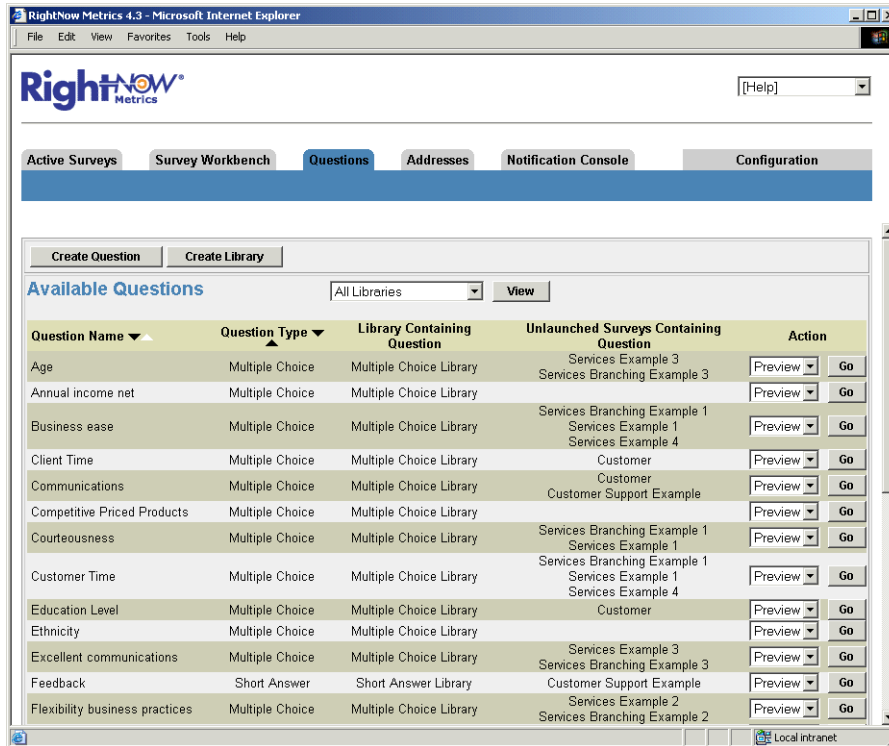 RightNow Metrics 4.3 - Microsoft Internet Explorer
File Edit View Favorites Tools Help
RightNOW®
Metrics
[Help]
Active Surveys Survey Workbench Questions Addresses Notification Console Configuration
Create Question Create Library
Available Questions All Libraries View
Question Name Question Type Library Containing Question Unlaunched Surveys Containing Question Action
Age Multiple Choice Multiple Choice Library Services Example 3 Services Branching Example 3 Preview Go
Annual income net Multiple Choice Multiple Choice Library Preview Go
Business ease Multiple Choice Multiple Choice Library Services Branching Example 1 Services Example 1 Services Example 4 Preview Go
Client Time Multiple Choice Multiple Choice Library Customer Preview Go
Communications Multiple Choice Multiple Choice Library Customer Customer Support Example Preview Go
Competitive Priced Products Multiple Choice Multiple Choice Library Preview Go
Courteousness Multiple Choice Multiple Choice Library Services Branching Example 1 Services Example 1 Preview Go
Customer Time Multiple Choice Multiple Choice Library Services Branching Example 1 Services Example 1 Services Example 4 Preview Go
Education Level Multiple Choice Multiple Choice Library Customer Preview Go
Ethnicity Multiple Choice Multiple Choice Library Preview Go
Excellent communications Multiple Choice Multiple Choice Library Services Example 3 Services Branching Example 3 Preview Go
Feedback Short Answer Short Answer Library Customer Support Example Preview Go
Flexibility business practices Multiple Choice Multiple Choice Library Services Example 2 Services Branching Example 2 Preview Go
Local intranet